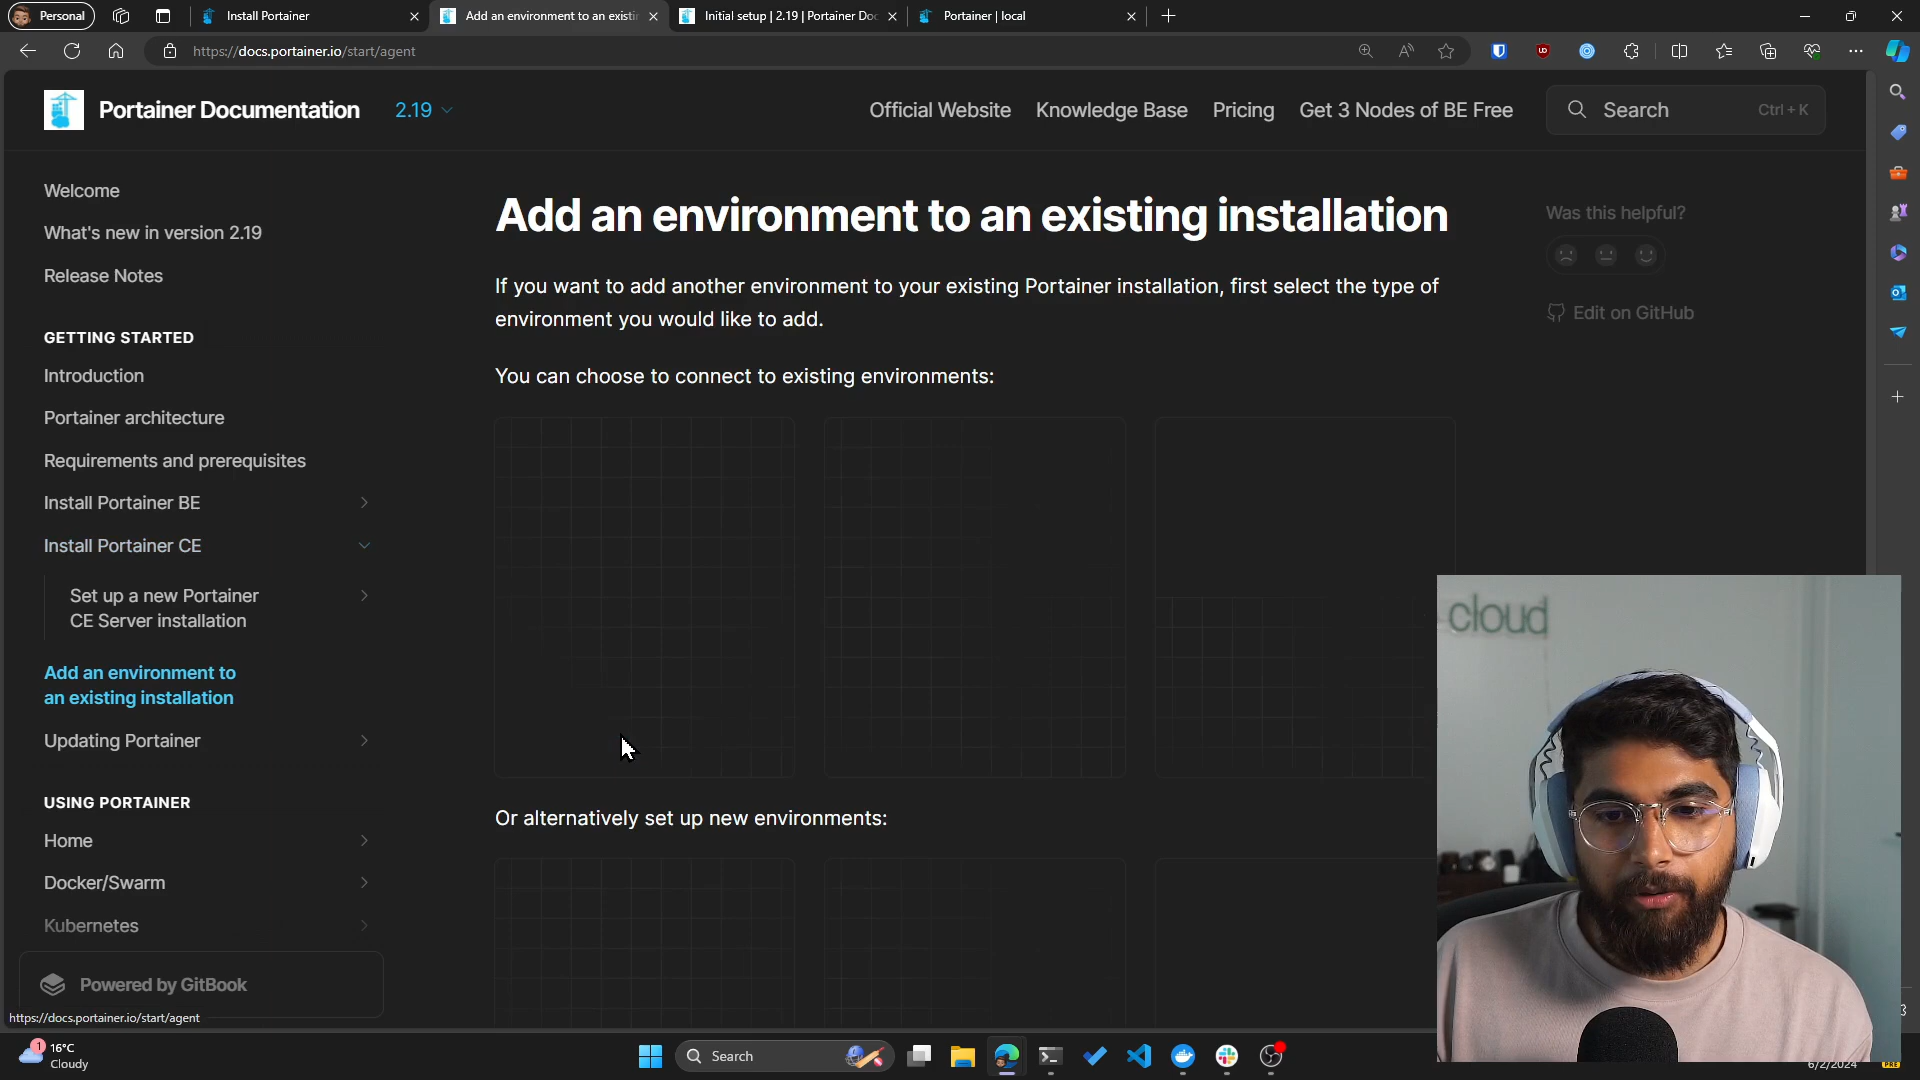 Personal
Install Portainer
Add an environment to an existi
Initial setup | 2.19 | Portainer Doc
Portainer | local
https://docs.portainer.io/start/agent
Portainer Documentation
2.19
Official Website
Knowledge Base
Pricing
Get 3 Nodes of BE Free
Search
Ctrl + K
Welcome
What's new in version 2.19
Release Notes
GETTING STARTED
Introduction
Portainer architecture
Requirements and prerequisites
Install Portainer BE
Install Portainer CE
Set up a new Portainer
CE Server installation
Add an environment to
an existing installation
Updating Portainer
USING PORTAINER
Home
Docker/Swarm
Kubernetes
Powered by GitBook
https://docs.portainer.io/start/agent
Add an environment to an existing installation
If you want to add another environment to your existing Portainer installation, first select the type of
environment you would like to add.
You can choose to connect to existing environments:
Or alternatively set up new environments:
Was this helpful?
Edit on GitHub
cloud
1
16°C
Cloudy
Search
6/2/2024
PRE